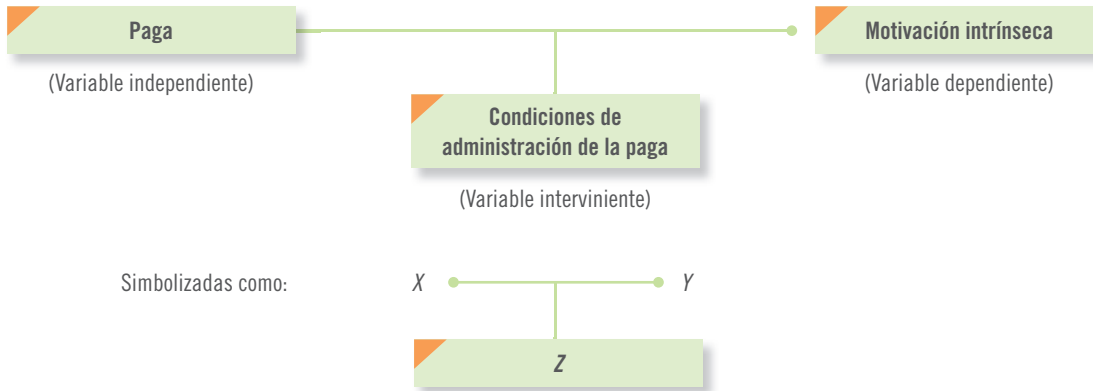 Paga
Motivación intrínseca
(Variable independiente)
(Variable dependiente)
Condiciones de
administración de la paga
(Variable interviniente)
Simbolizadas como:
X
Y
Z